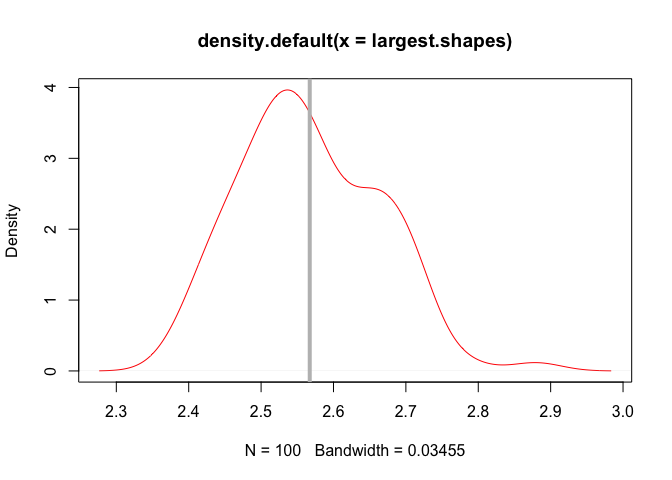 density.default(x = largest.shapes)
Density
4
3
2
1
0
2.3 2.4 2.5 2.6 2.7 2.8 2.9 3.0
N = 100 Bandwidth = 0.03455